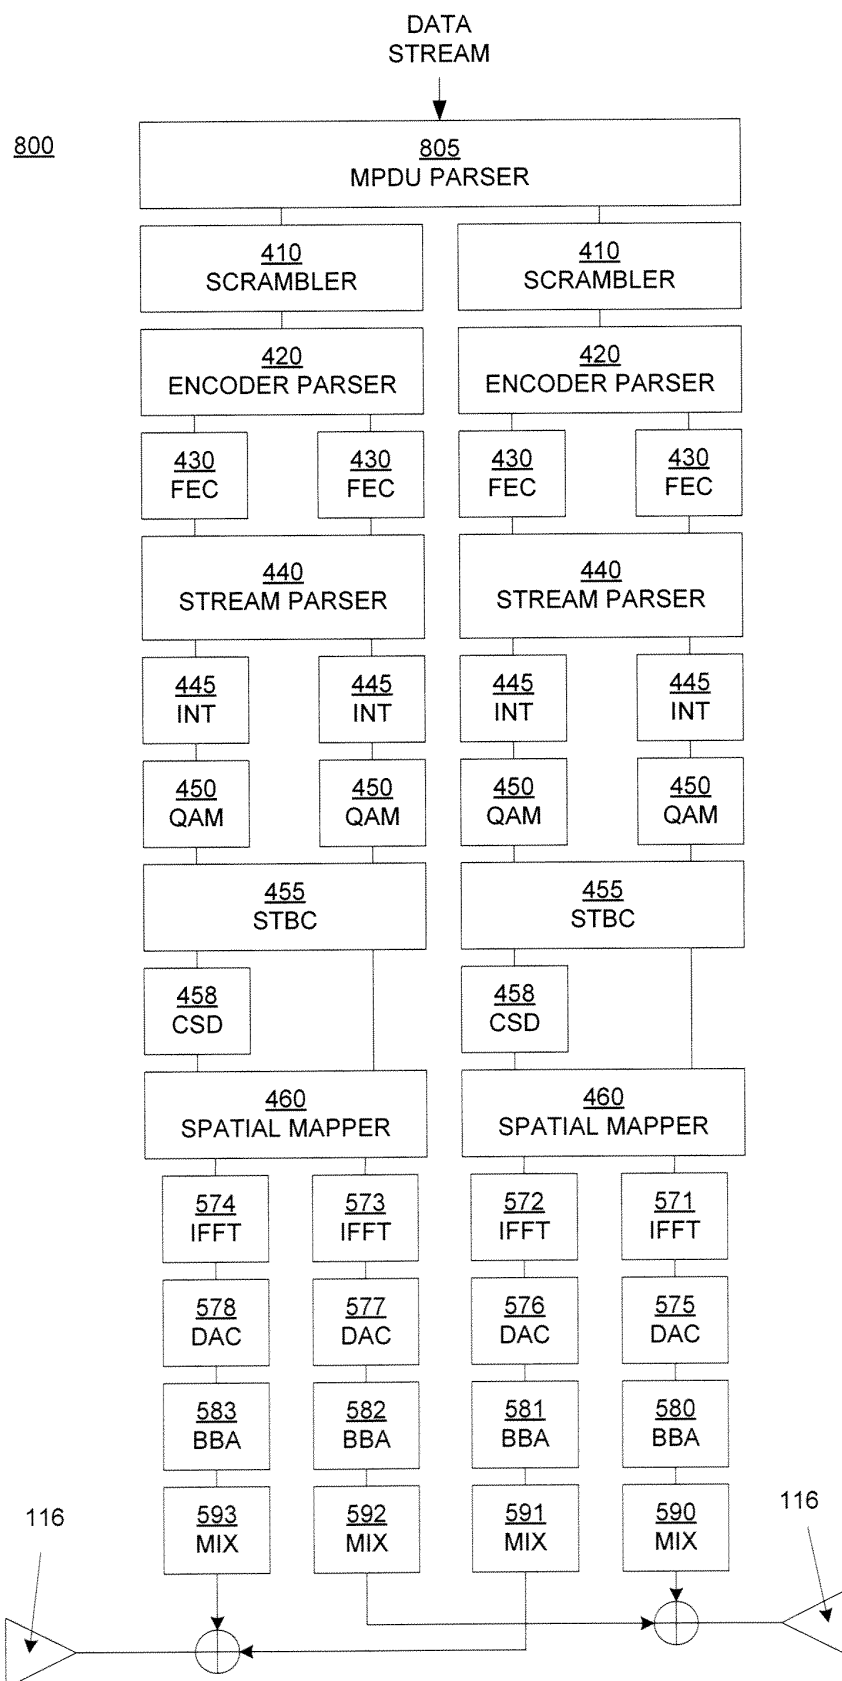 DATA
STREAM
800
805
MPDU PARSER
410
SCRAMBLER
410
SCRAMBLER
420
ENCODER PARSER
420
ENCODER PARSER
430
FEC
430
FEC
430
FEC
430
FEC
440
STREAM PARSER
440
STREAM PARSER
445
INT
445
INT
445
INT
445
INT
450
QAM
450
QAM
450
QAM
450
QAM
455
STBC
455
STBC
458
CSD
458
CSD
460
SPATIAL MAPPER
460
SPATIAL MAPPER
574
IFFT
573
IFFT
572
IFFT
571
IFFT
578
DAC
577
DAC
576
DAC
575
DAC
583
BBA
582
BBA
581
BBA
580
BBA
593
MIX
592
MIX
591
MIX
590
MIX
116
116